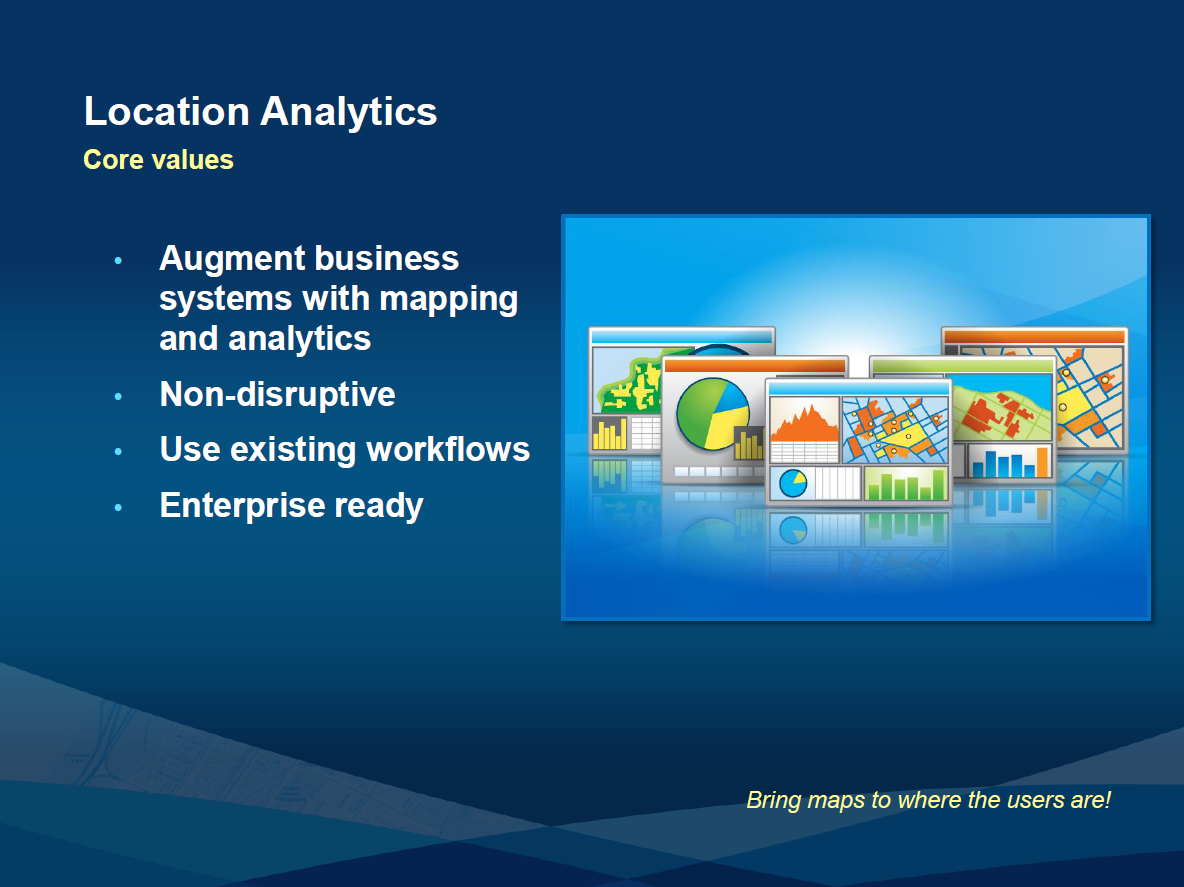 Location Analytics
Core values
• Augment business
systems with mapping
and analytics
• Non-disruptive
• Use existing workflows
• Enterprise ready
Bring maps to where the users are!